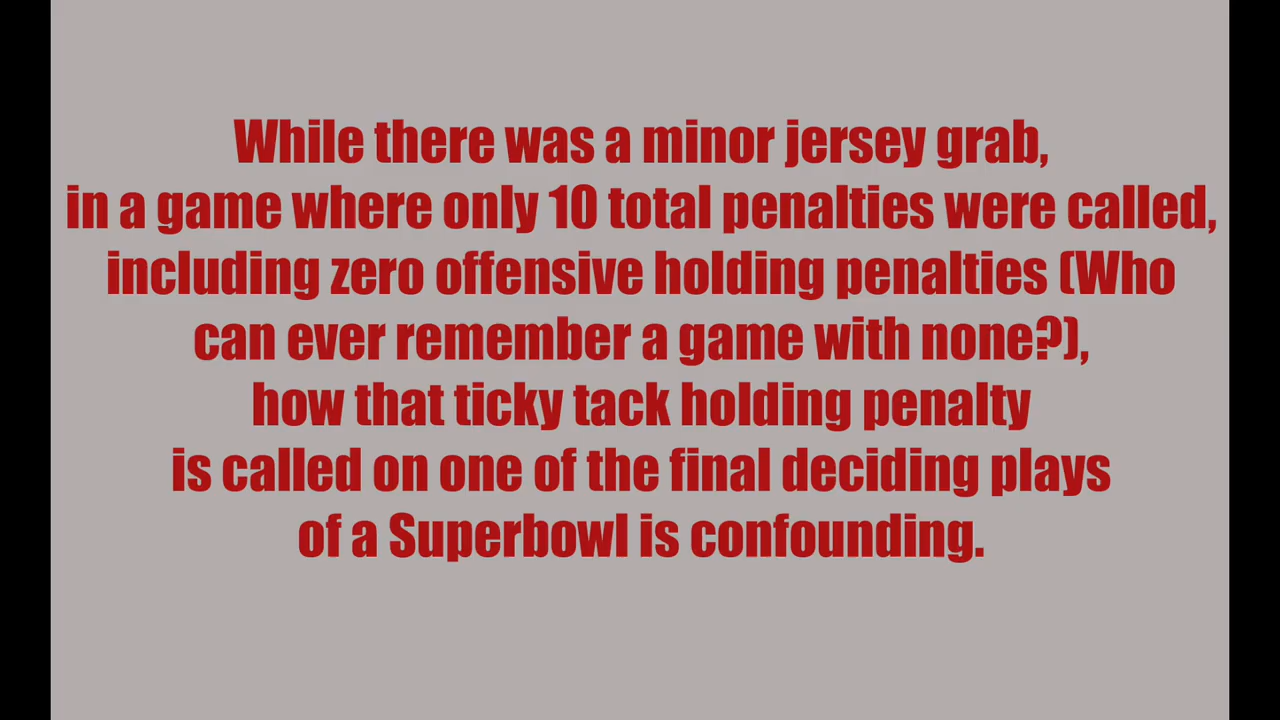 While there was a minor jersey grab,
in a game where only 10 total penalties were called,
including zero offensive holding penalties (Who
can ever remember a game with none?),
how that ticky tack holding penalty
is called on one of the final deciding plays
of a Superbowl is confounding.